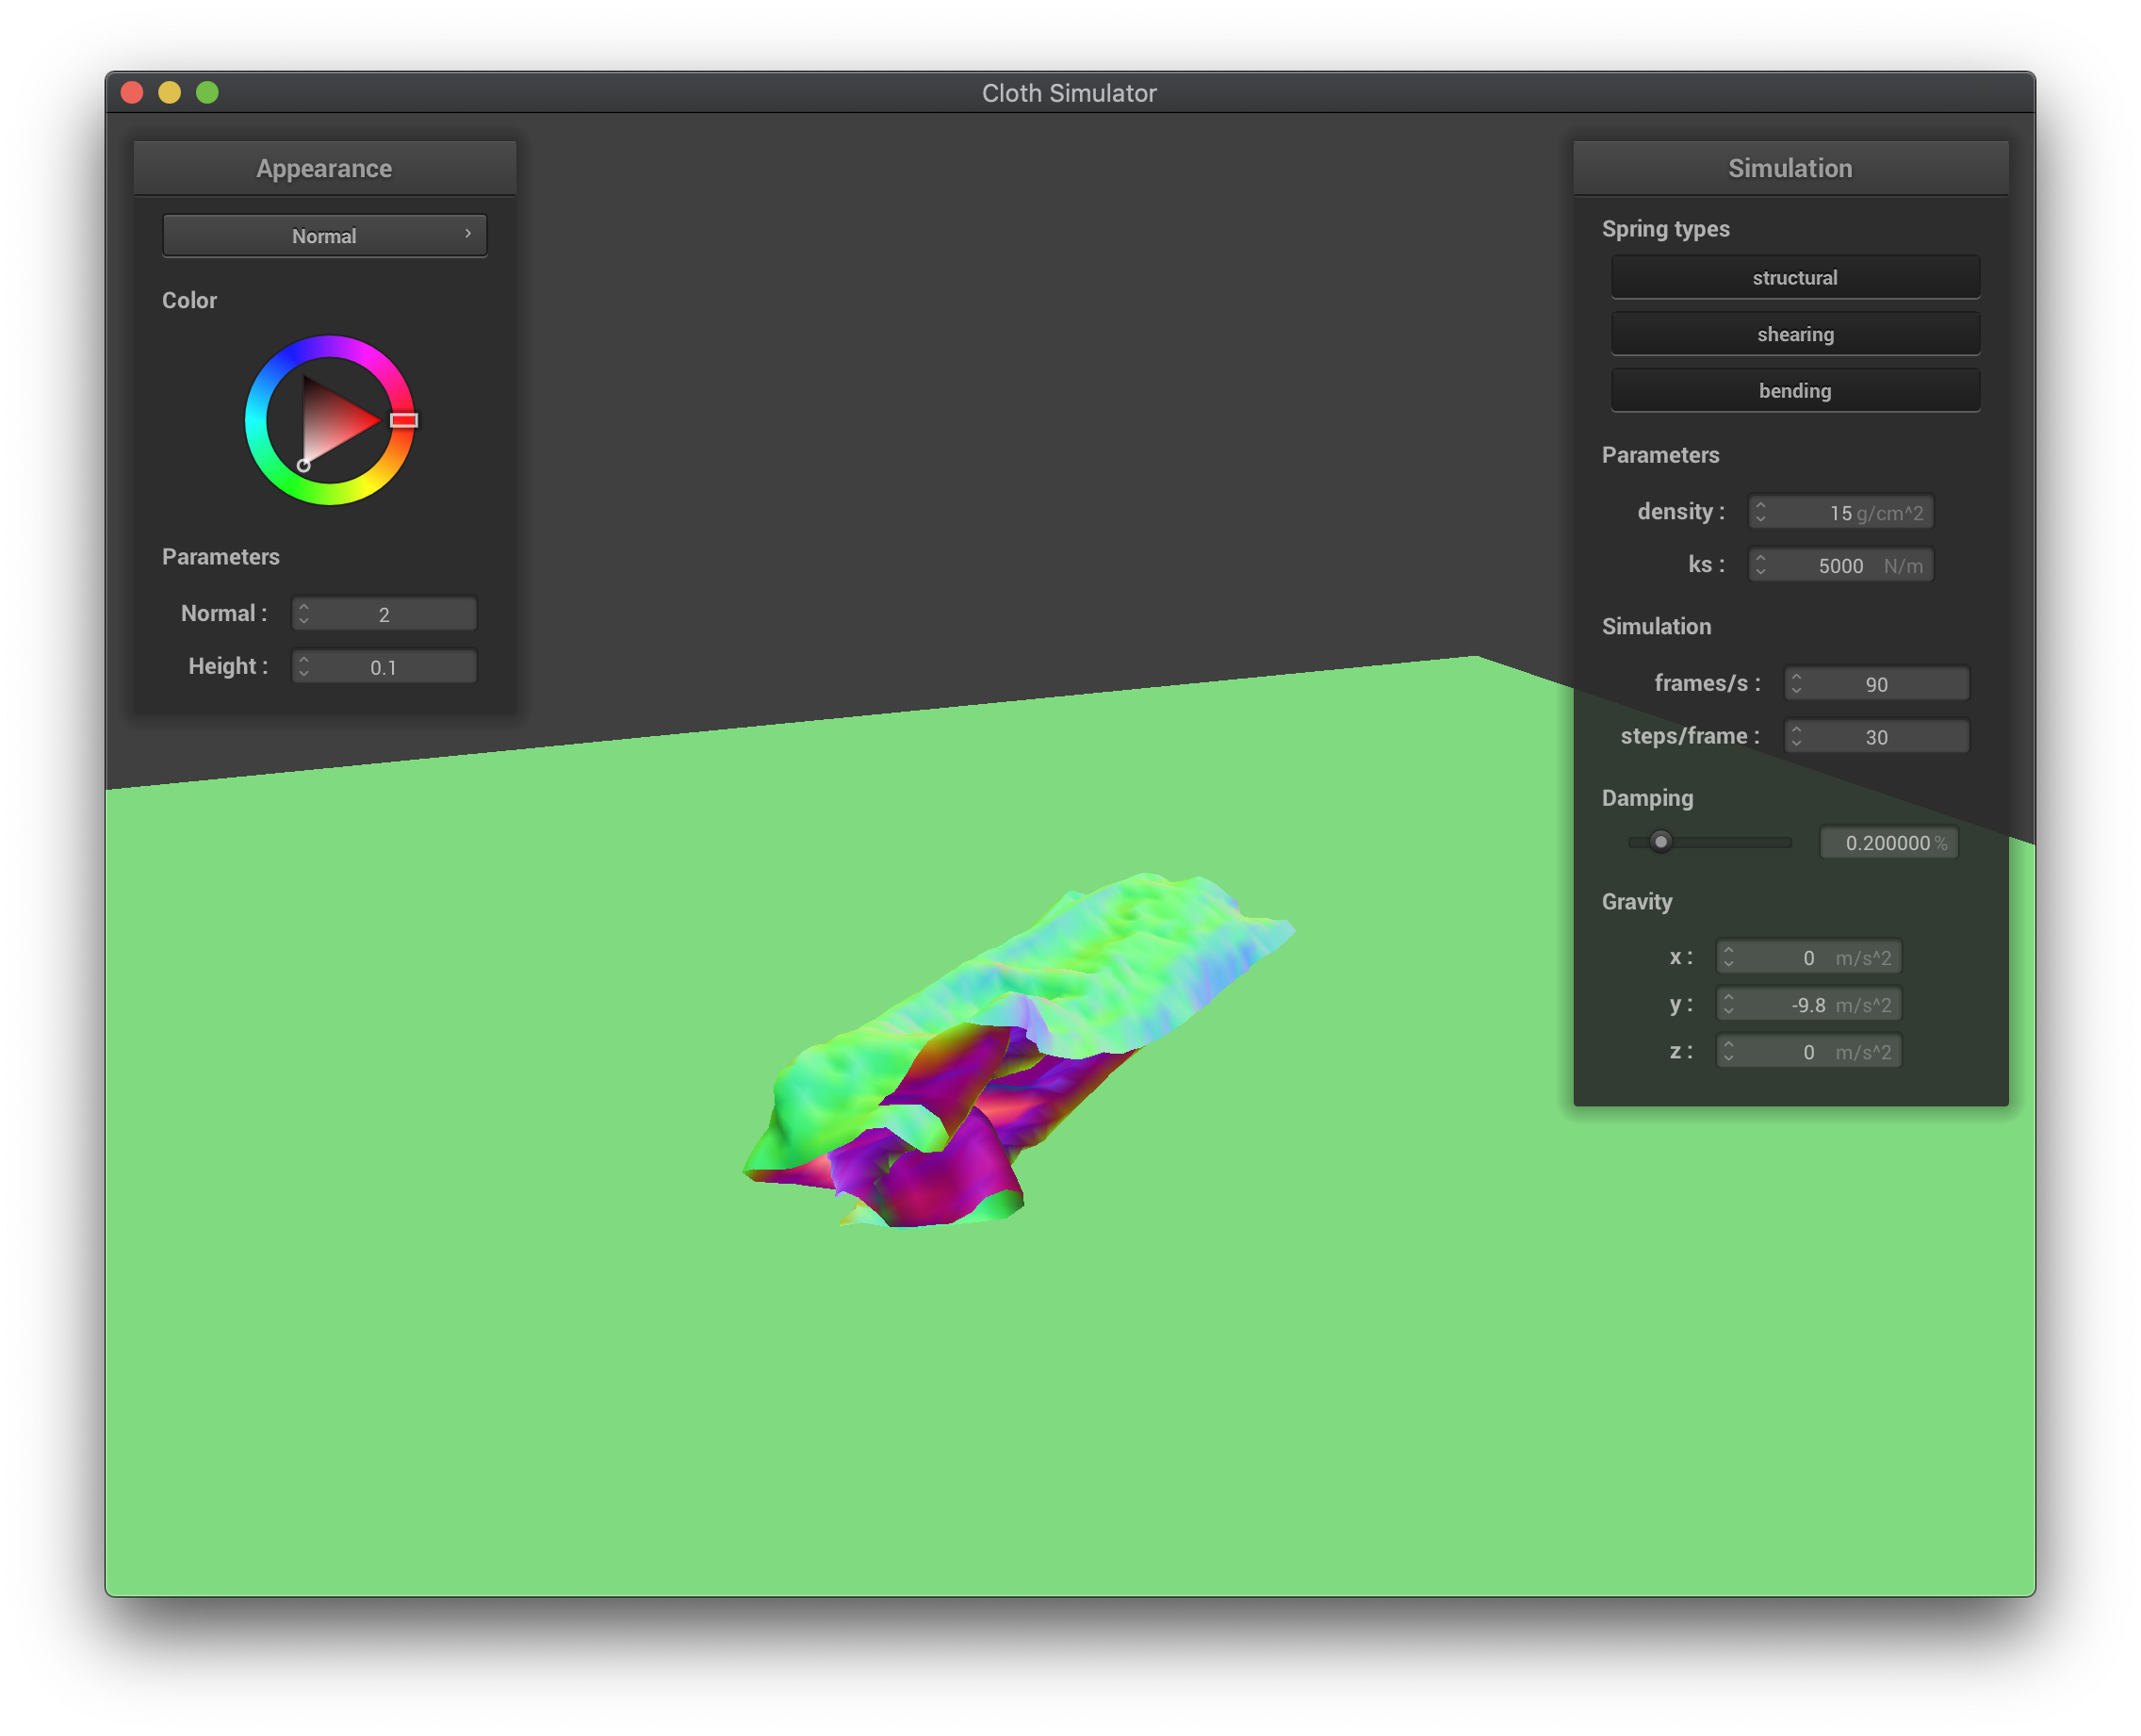 Cloth Simulator
Appearance
Normal
Color
Parameters
Normal : 2
Height : 0.1
Simulation
Spring types
structural
shearing
bending
Parameters
density : 15 g/cm^2
ks : 5000 N/m
Simulation
frames/s : 90
steps/frame : 30
Damping
0.200000 %
Gravity
x : 0 m/s^2
y : -9.8 m/s^2
z : 0 m/s^2